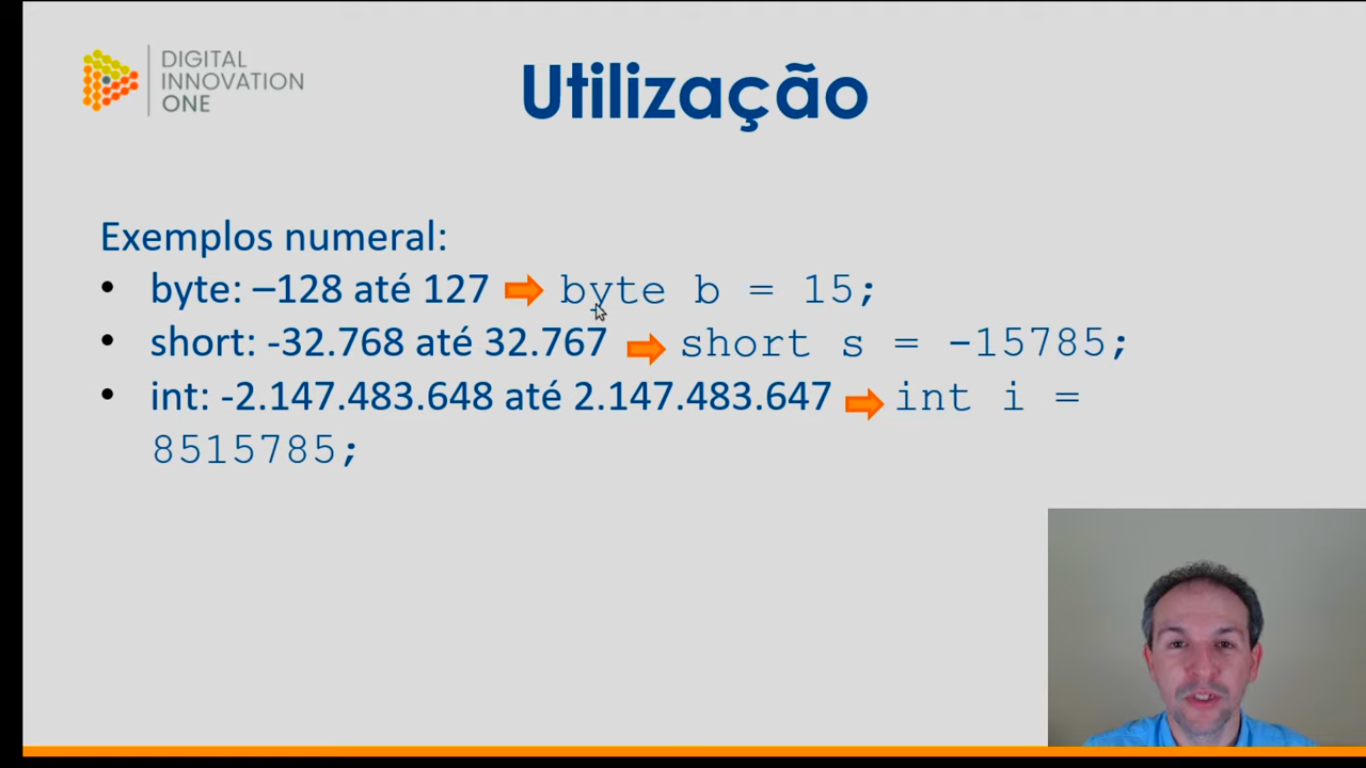 DIGITAL
INNOVATION
ONE
Utilização
Exemplos numeral:
• byte: –128 até 127 byte b = 15;
• short: -32.768 até 32.767 short s = -15785;
• int: -2.147.483.648 até 2.147.483.647 int i =
8515785;